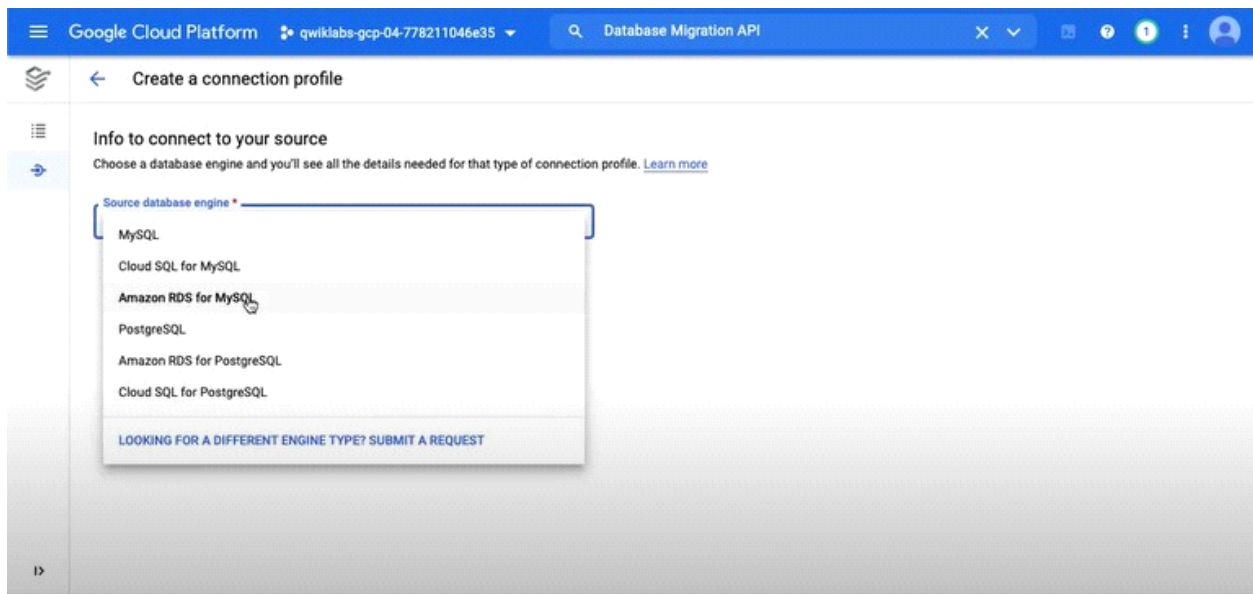 Google Cloud Platform qwiklabs-gcp-04-778211046e35 Database Migration API 1
Create a connection profile
Info to connect to your source
Choose a database engine and you'll see all the details needed for that type of connection profile. Learn more
Source database engine *
MySQL
Cloud SQL for MySQL
Amazon RDS for MySQL
PostgreSQL
Amazon RDS for PostgreSQL
Cloud SQL for PostgreSQL
LOOKING FOR A DIFFERENT ENGINE TYPE? SUBMIT A REQUEST